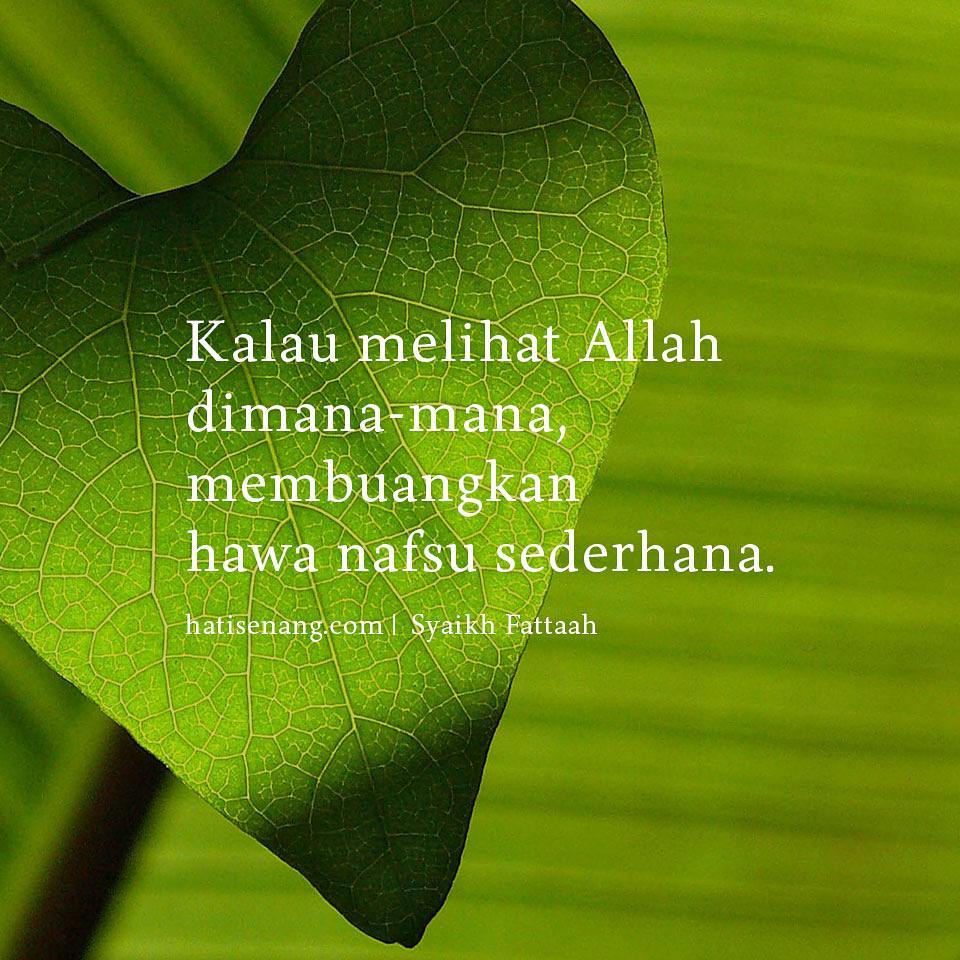 Kalau melihat Allah
dimana-mana,
membuangkan
hawa nafsu sederhana.
hatisenang.com | Syaikh Fattaah